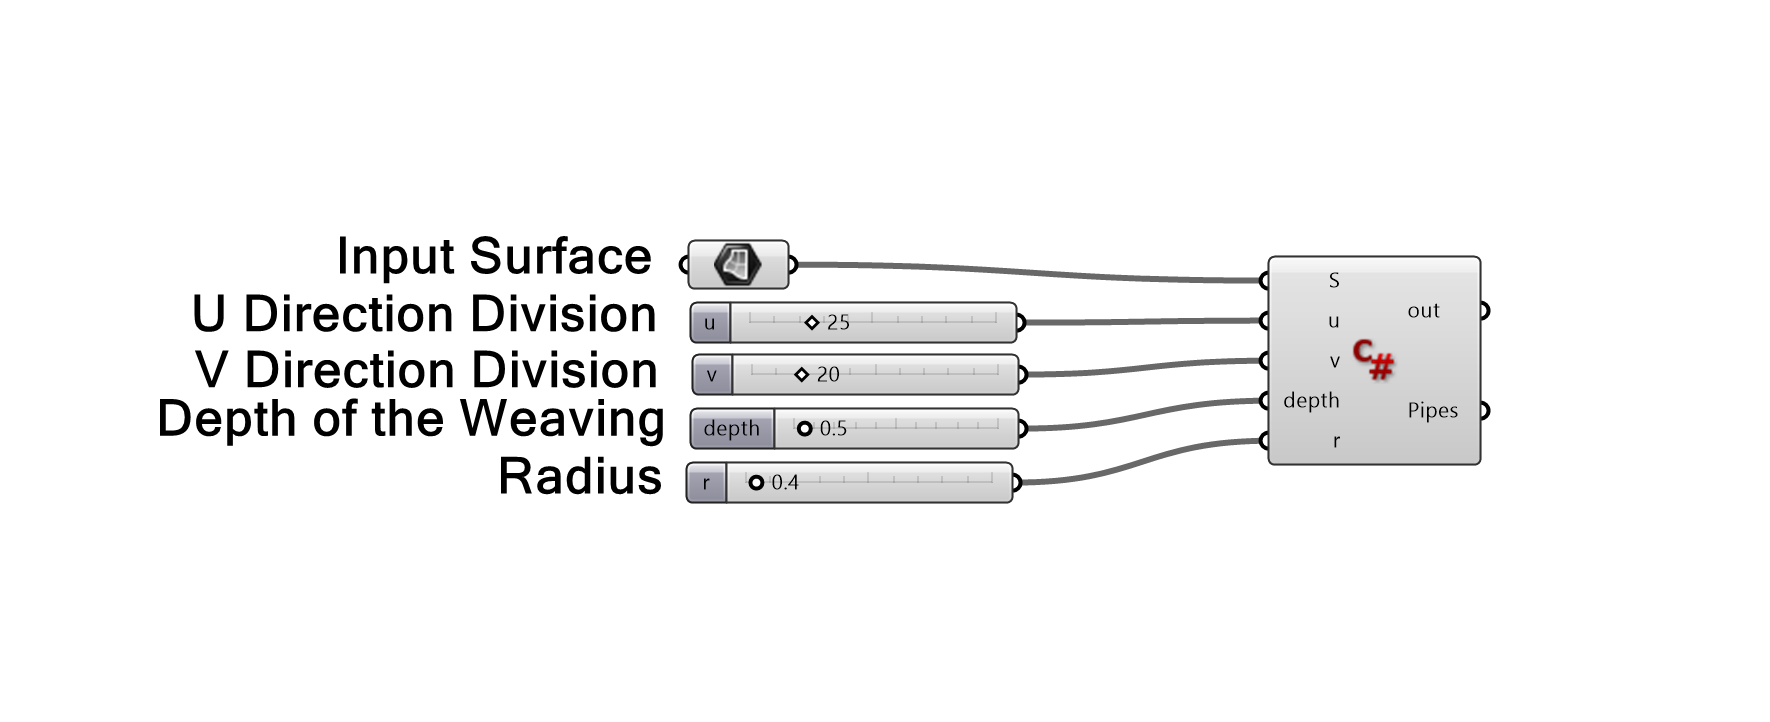 Input Surface
U Direction Division
u 25
V Direction Division
v 20
Depth of the Weaving
depth 0.5
Radius
r 0.4
S
u
v
depth
r
C#
out
Pipes